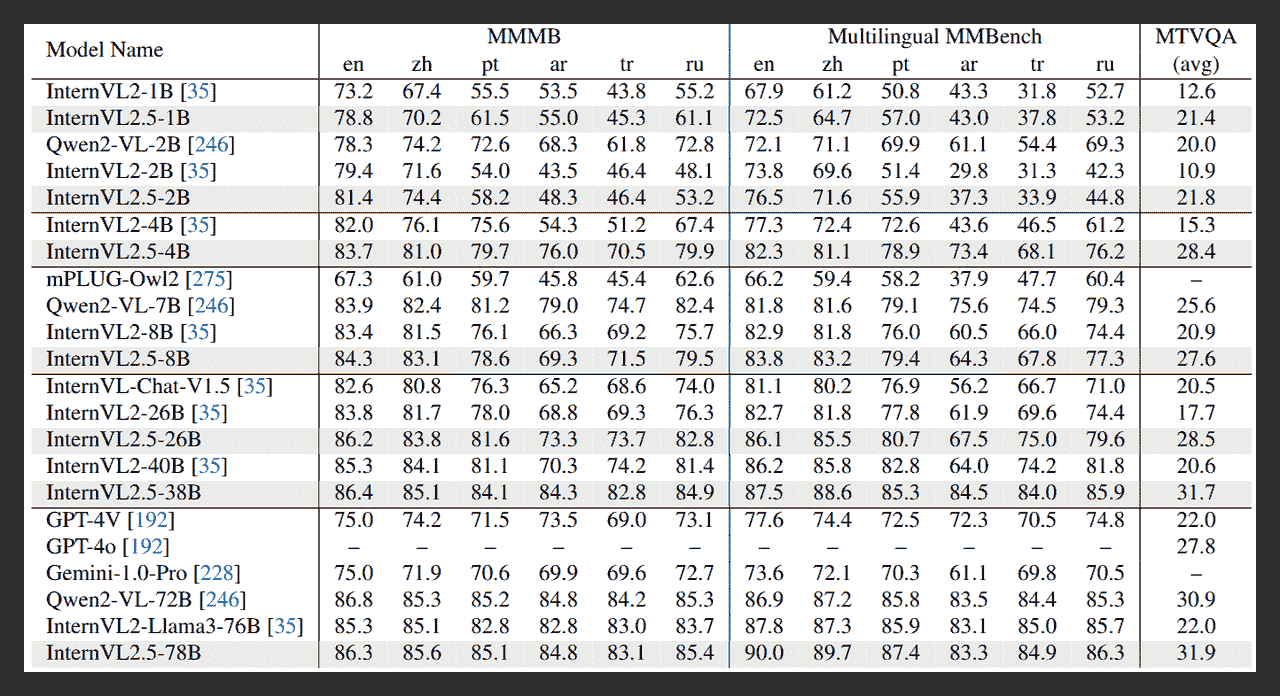 Model Name MMMB Multilingual MMBench MTVQA
en zh pt ar tr ru en zh pt ar tr ru (avg)
InternVL2-1B [35] 73.2 67.4 55.5 53.5 43.8 55.2 67.9 61.2 50.8 43.3 31.8 52.7 12.6
InternVL2.5-1B 78.8 70.2 61.5 55.0 45.3 61.1 72.5 64.7 57.0 43.0 37.8 53.2 21.4
Qwen2-VL-2B [246] 78.3 74.2 72.6 68.3 61.8 72.8 72.1 71.1 69.9 61.1 54.4 69.3 20.0
InternVL2-2B [35] 79.4 71.6 54.0 43.5 46.4 48.1 73.8 69.6 51.4 29.8 31.3 42.3 10.9
InternVL2.5-2B 81.4 74.4 58.2 48.3 46.4 53.2 76.5 71.6 55.9 37.3 33.9 44.8 21.8
InternVL2-4B [35] 82.0 76.1 75.6 54.3 51.2 67.4 77.3 72.4 72.6 43.6 46.5 61.2 15.3
InternVL2.5-4B 83.7 81.0 79.7 76.0 70.5 79.9 82.3 81.1 78.9 73.4 68.1 76.2 28.4
mPLUG-Owl2 [275] 67.3 61.0 59.7 45.8 45.4 62.6 66.2 59.4 58.2 37.9 47.7 60.4 –
Qwen2-VL-7B [246] 83.9 82.4 81.2 79.0 74.7 82.4 81.8 81.6 79.1 75.6 74.5 79.3 25.6
InternVL2-8B [35] 83.4 81.5 76.1 66.3 69.2 75.7 82.9 81.8 76.0 60.5 66.0 74.4 20.9
InternVL2.5-8B 84.3 83.1 78.6 69.3 71.5 79.5 83.8 83.2 79.4 64.3 67.8 77.3 27.6
InternVL-Chat-V1.5 [35] 82.6 80.8 76.3 65.2 68.6 74.0 81.1 80.2 76.9 56.2 66.7 71.0 20.5
InternVL2-26B [35] 83.8 81.7 78.0 68.8 69.3 76.3 82.7 81.8 77.8 61.9 69.6 74.4 17.7
InternVL2.5-26B 86.2 83.8 81.6 73.3 73.7 82.8 86.1 85.5 80.7 67.5 75.0 79.6 28.5
InternVL2-40B [35] 85.3 84.1 81.1 70.3 74.2 81.4 86.2 85.8 82.8 64.0 74.2 81.8 20.6
InternVL2.5-38B 86.4 85.1 84.1 84.3 82.8 84.9 87.5 88.6 85.3 84.5 84.0 85.9 31.7
GPT-4V [192] 75.0 74.2 71.5 73.5 69.0 73.1 77.6 74.4 72.5 72.3 70.5 74.8 22.0
GPT-4o [192] – – – – – – – – – – – – 27.8
Gemini-1.0-Pro [228] 75.0 71.9 70.6 69.9 69.6 72.7 73.6 72.1 70.3 61.1 69.8 70.5 –
Qwen2-VL-72B [246] 86.8 85.3 85.2 84.8 84.2 85.3 86.9 87.2 85.8 83.5 84.4 85.3 30.9
InternVL2-Llama3-76B [35] 85.3 85.1 82.8 82.8 83.0 83.7 87.8 87.3 85.9 83.1 85.0 85.7 22.0
InternVL2.5-78B 86.3 85.6 85.1 84.8 83.1 85.4 90.0 89.7 87.4 83.3 84.9 86.3 31.9